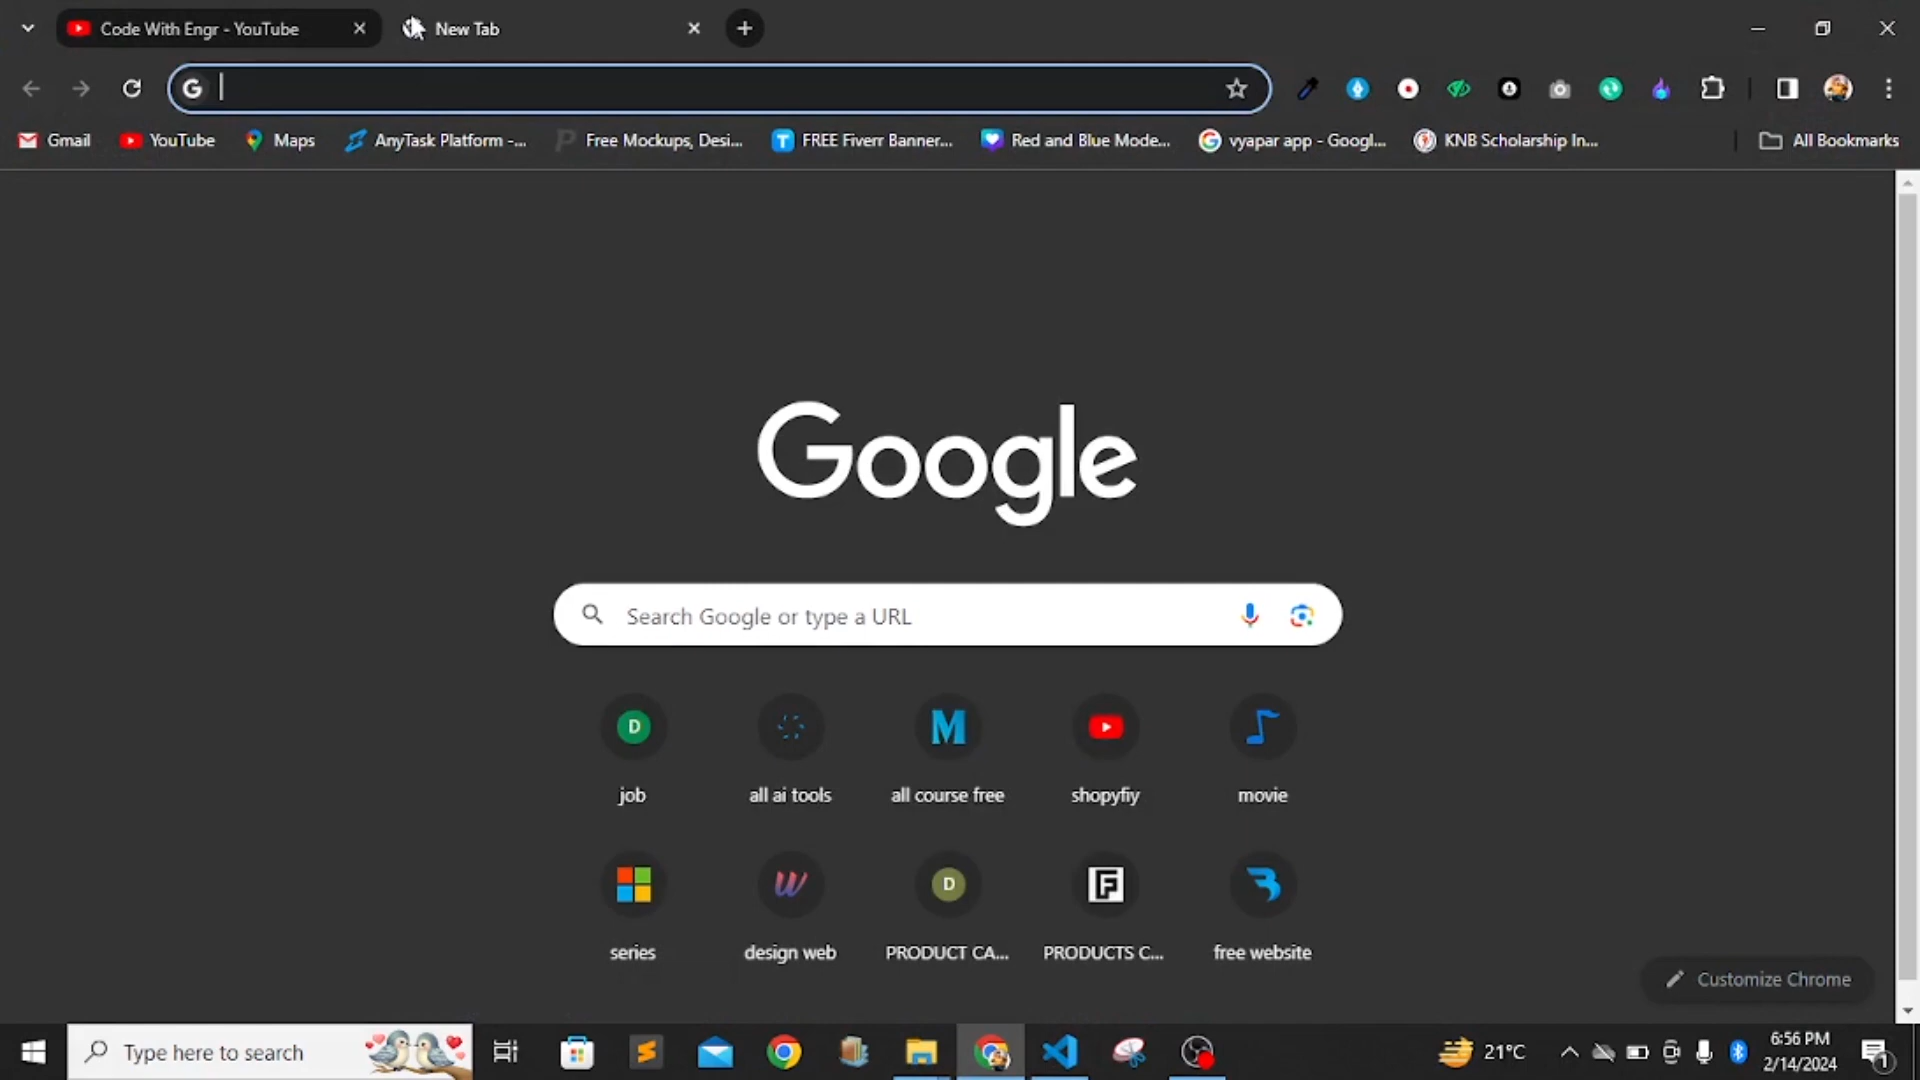 Code With Engr - YouTube
New Tab
Gmail
YouTube
Maps
AnyTask Platform -...
Free Mockups, Desi...
FREE Fiverr Banner...
Red and Blue Mode...
vyapar app - Googl...
KNB Scholarship In...
All Bookmarks
Google
Search Google or type a URL
job
all ai tools
all course free
shopyfiy
movie
series
design web
PRODUCT CA...
PRODUCTS C...
free website
Customize Chrome
Type here to search
21°C
6:56 PM
2/14/2024
1